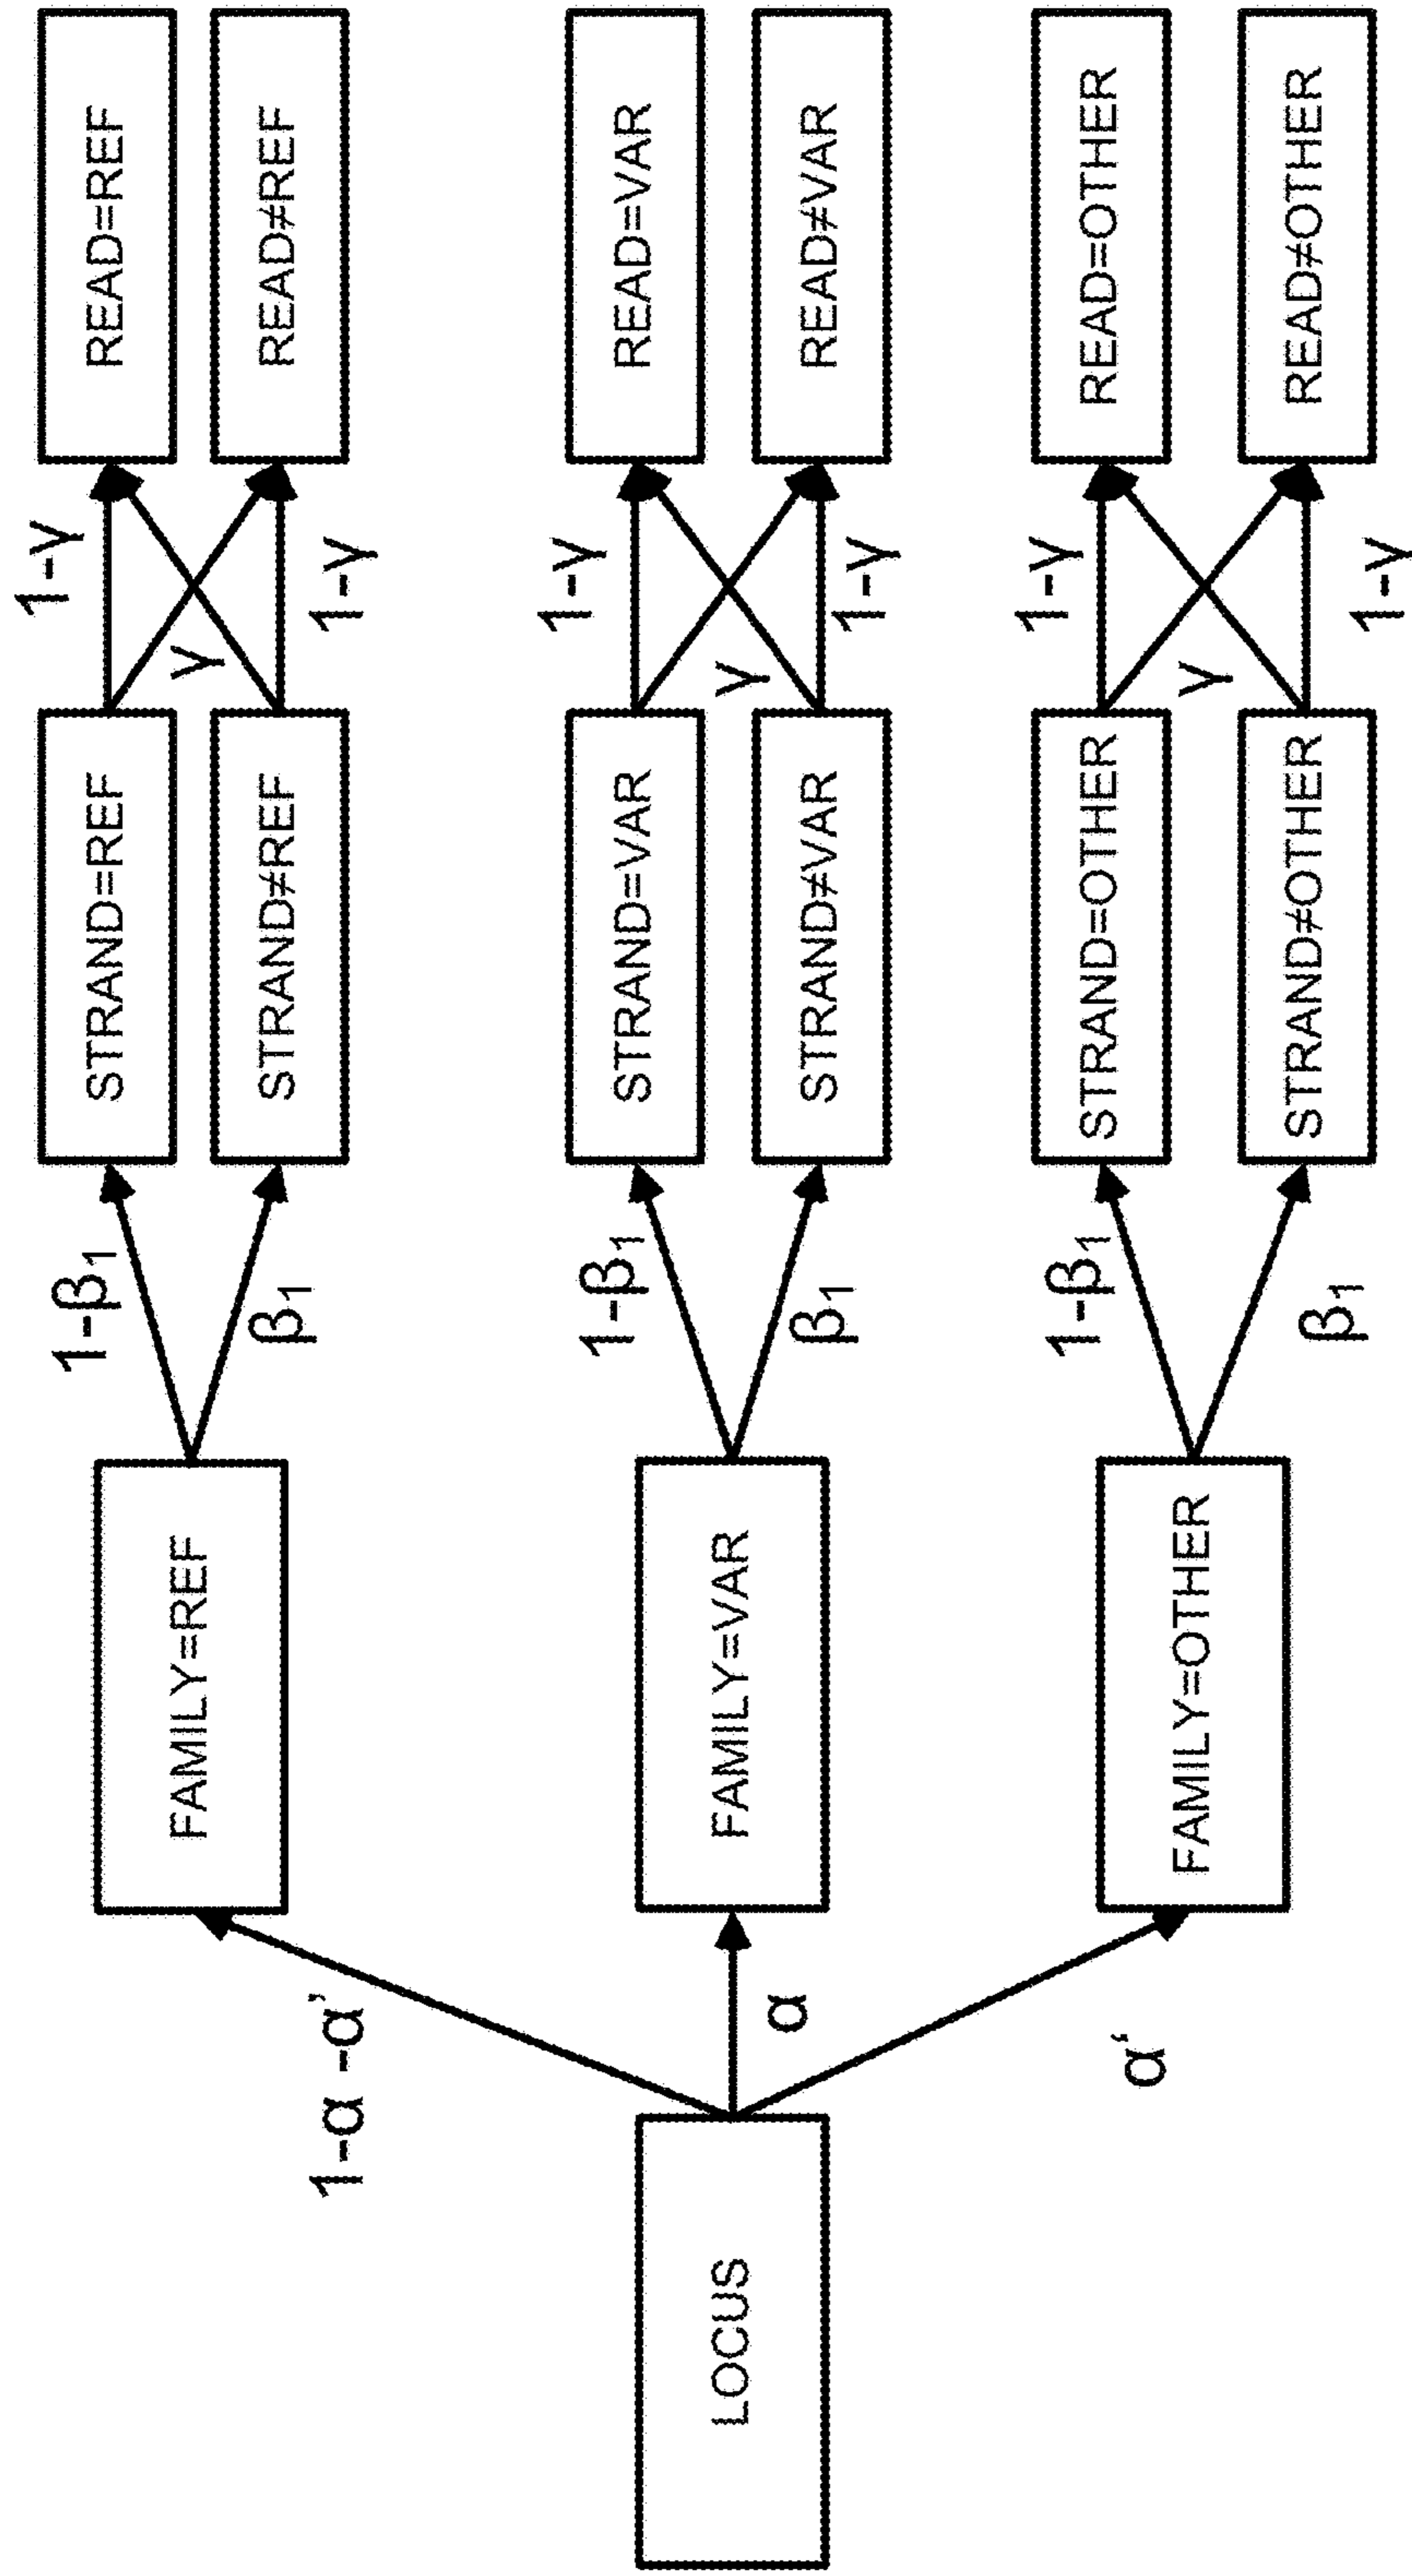 LOCUS
1-α -α’
α
α‘
FAMILY=REF
FAMILY=VAR
FAMILY=OTHER
1-β₁
β₁
1-β₁
β₁
1-β₁
β₁
STRAND=REF
STRAND≠REF
STRAND=VAR
STRAND≠VAR
STRAND=OTHER
STRAND≠OTHER
1-γ
γ
1-γ
1-γ
γ
1-γ
1-γ
γ
1-γ
READ=REF
READ≠REF
READ=VAR
READ≠VAR
READ=OTHER
READ≠OTHER